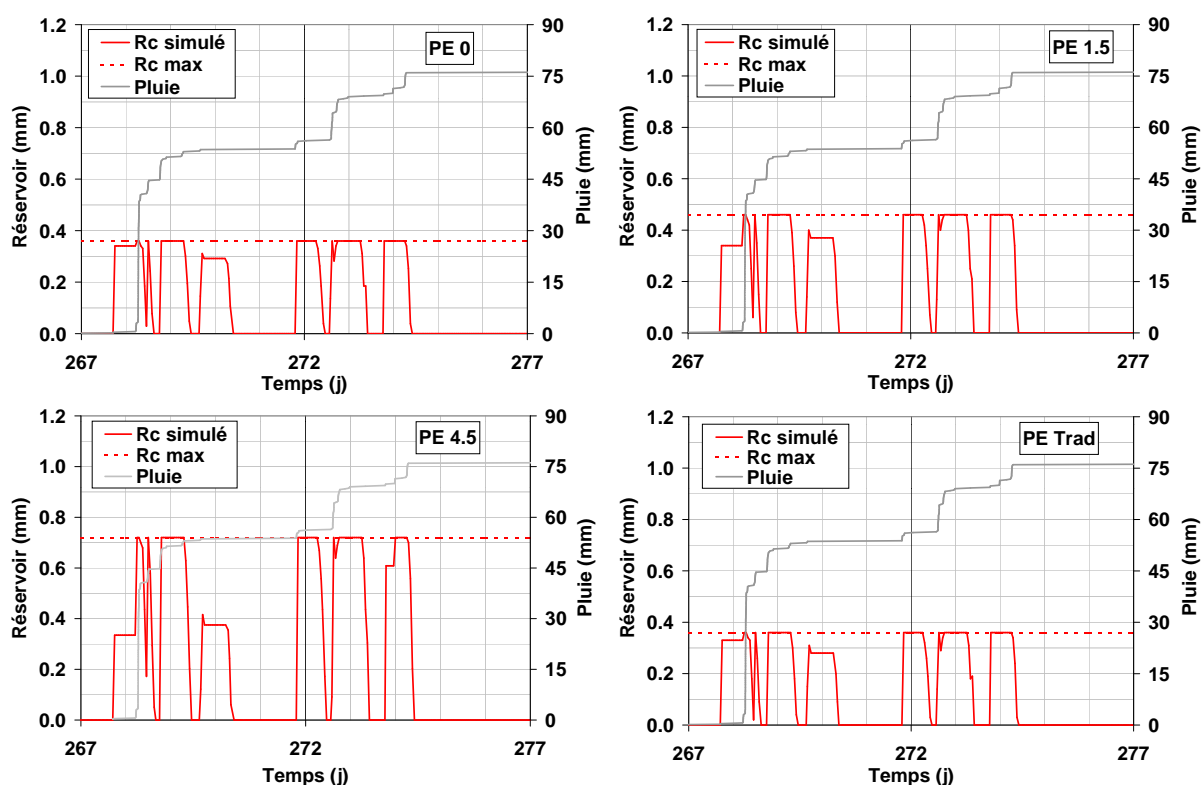 PE 0
Rc simulé
Rc max
Pluie
Réservoir (mm)
Pluie (mm)
1.2
1.0
0.8
0.6
0.4
0.2
0.0
90
75
60
45
30
15
0
267
272
277
Temps (j)
PE 1.5
Rc simulé
Rc max
Pluie
Réservoir (mm)
Pluie (mm)
1.2
1.0
0.8
0.6
0.4
0.2
0.0
90
75
60
45
30
15
0
267
272
277
Temps (j)
PE 4.5
Rc simulé
Rc max
Pluie
Réservoir (mm)
Pluie (mm)
1.2
1.0
0.8
0.6
0.4
0.2
0.0
90
75
60
45
30
15
0
267
272
277
Temps (j)
PE Trad
Rc simulé
Rc max
Pluie
Réservoir (mm)
Pluie (mm)
1.2
1.0
0.8
0.6
0.4
0.2
0.0
90
75
60
45
30
15
0
267
272
277
Temps (j)